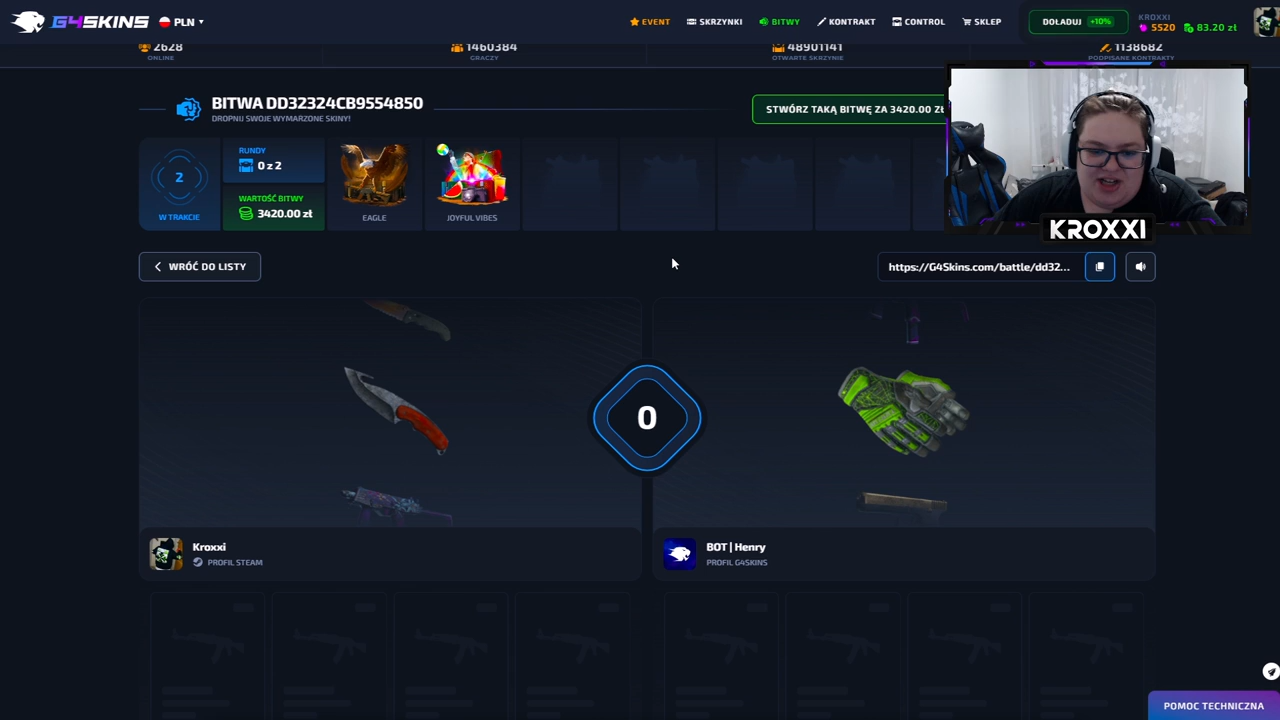 G4SKINS
PLN
EVENT
SKRZYNKI
BITWY
KONTRAKT
CONTROL
SKLEP
DOŁADUJ +10%
KROXXI
5520
83.20 zł
2628
ONLINE
1460384
GRACZY
48901141
OTWARTE SKRZYNIE
1138682
PODPISANE KONTRAKTY
BITWA DD32324CB9554850
DROPNIJ SWOJE WYMARZONE SKINY!
STWÓRZ TAKĄ BITWĘ ZA 3420.00 ZŁ
2
W TRAKCIE
RUNDY
0 z 2
WARTOŚĆ BITWY
3420.00 zł
EAGLE
JOYFUL VIBES
KROXXI
WRÓĆ DO LISTY
https://G4Skins.com/battle/dd32...
0
Kroxxi
PROFIL STEAM
BOT | Henry
PROFIL G4SKINS
POMOC TECHNICZNA